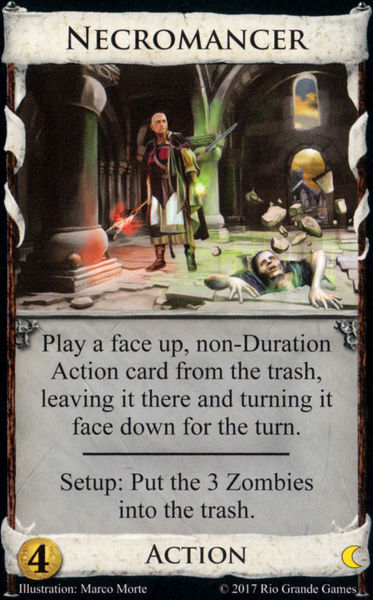 NECROMANCER
Play a face up, non-Duration
Action card from the trash,
leaving it there and turning it
face down for the turn.
Setup: Put the 3 Zombies
into the trash.
4
ACTION
Illustration: Marco Morte
© 2017 Rio Grande Games